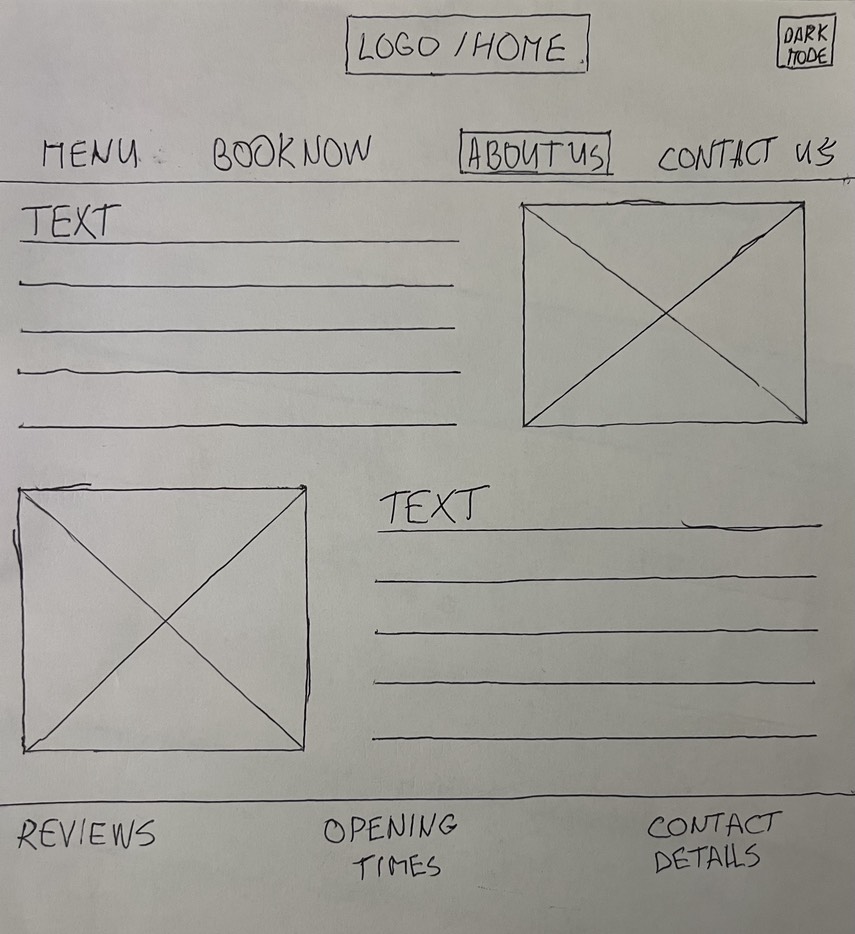 LOGO / HOME
DARK
MODE
MENU BOOK NOW ABOUT US CONTACT US
TEXT
TEXT
REVIEWS OPENING TIMES CONTACT DETAILS